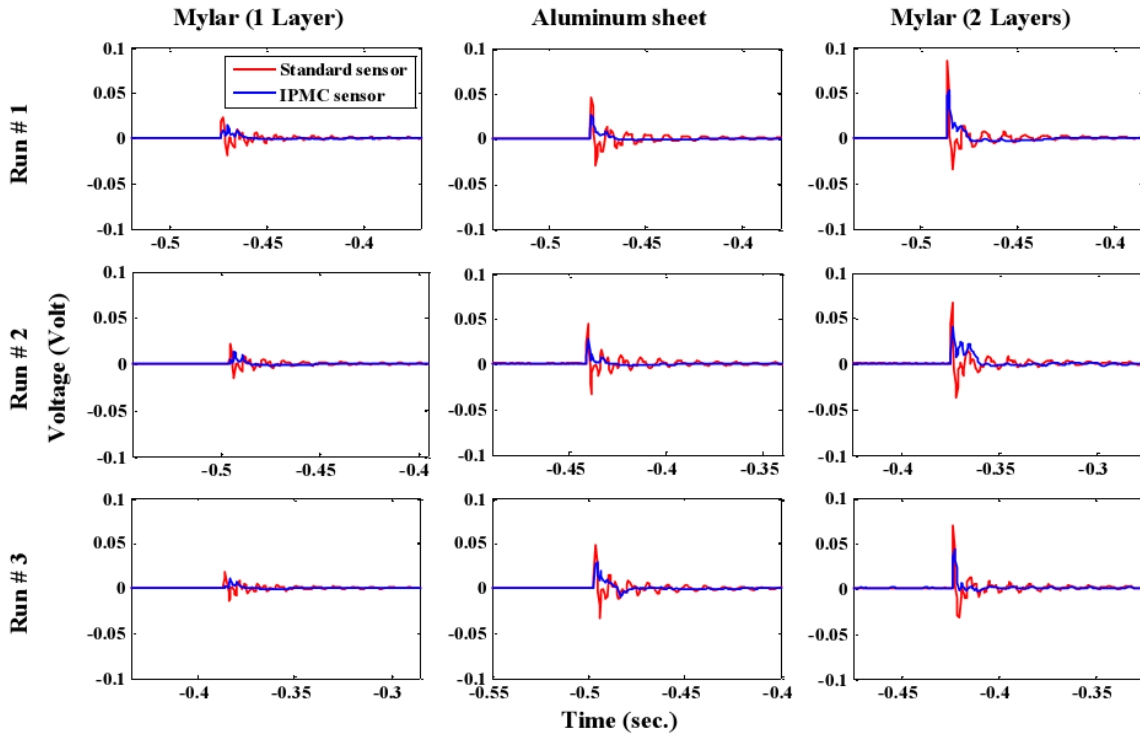 Mylar (1 Layer) Aluminum sheet Mylar (2 Layers)
Run # 1
0.1 0.1 0.1
Standard sensor
IPMC sensor
0.05 0.05 0.05
0 0 0
-0.05 -0.05 -0.05
-0.1 -0.1 -0.1
-0.5 -0.45 -0.4 -0.5 -0.45 -0.4 -0.5 -0.45 -0.4
Run # 2
Voltage (Volt)
0.1 0.1 0.1
0.05 0.05 0.05
0 0 0
-0.05 -0.05 -0.05
-0.1 -0.1 -0.1
-0.5 -0.45 -0.4 -0.45 -0.4 -0.35 -0.4 -0.35 -0.3
Run # 3
0.1 0.1 0.1
0.05 0.05 0.05
0 0 0
-0.05 -0.05 -0.05
-0.1 -0.1 -0.1
-0.4 -0.35 -0.3 -0.55 -0.5 -0.45 -0.4 -0.45 -0.4 -0.35
Time (sec.)